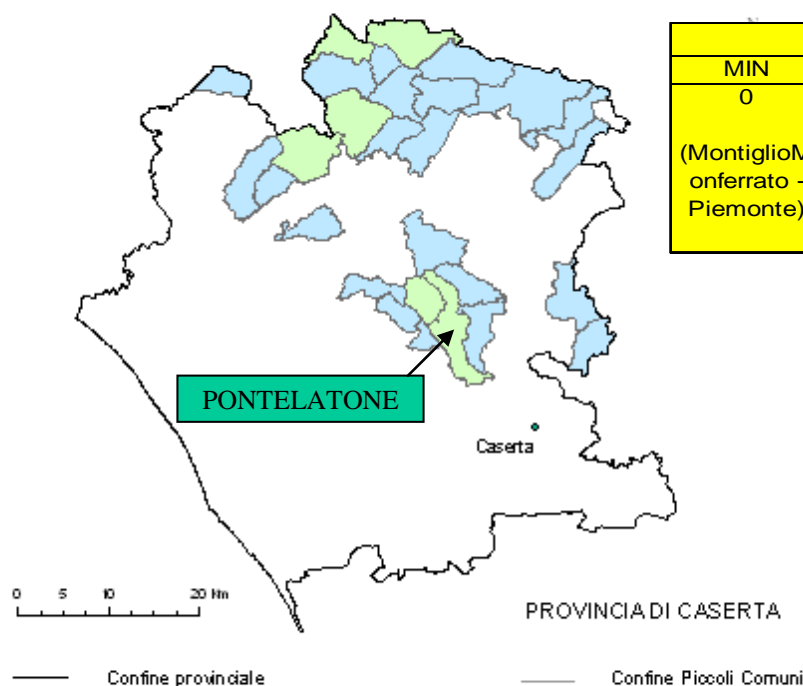 MIN
0
(MontiglioM
onferrato -
Piemonte)
PONTELATONE
Caserta
0 5 10 20 Km
PROVINCIA DI CASERTA
Confine provinciale
Confine Piccoli Comuni